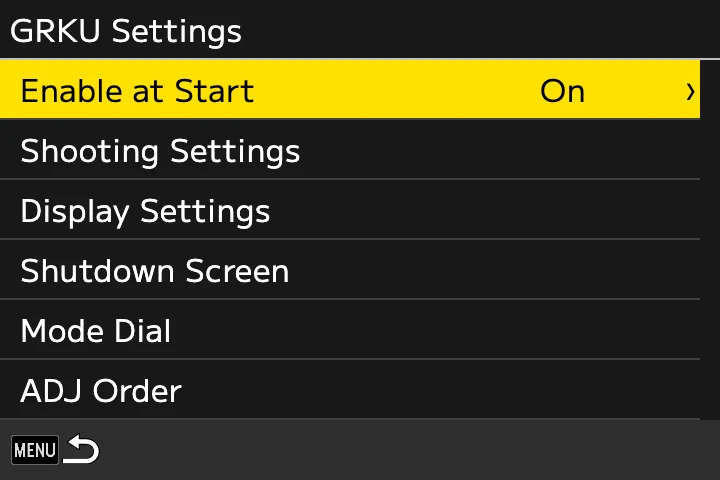 GRKU Settings
Enable at Start On
Shooting Settings
Display Settings
Shutdown Screen
Mode Dial
ADJ Order
MENU